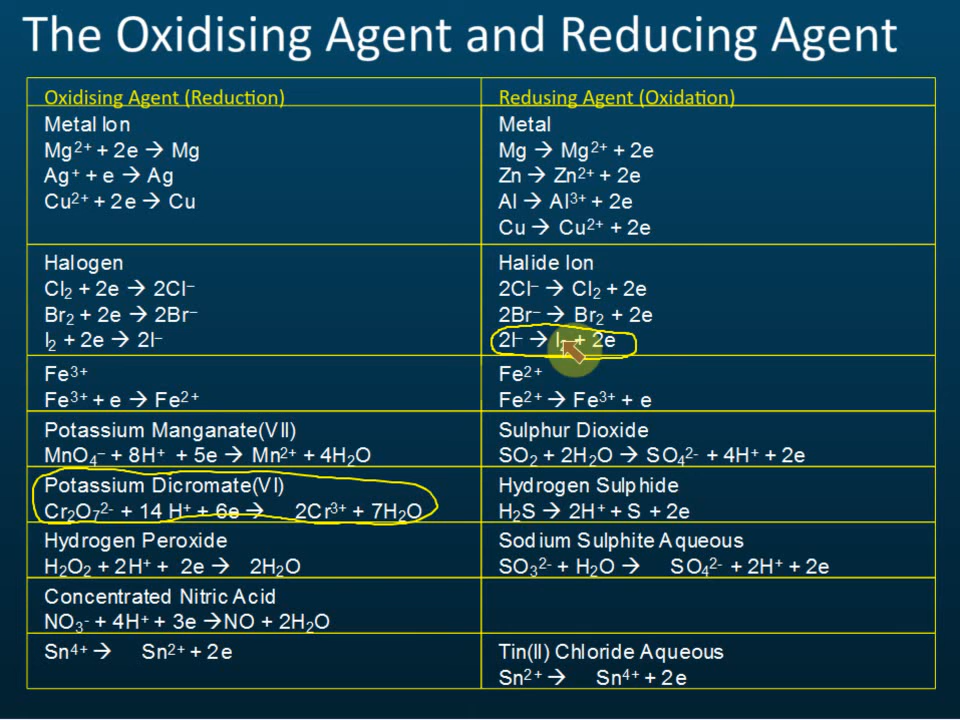 The Oxidising Agent and Reducing Agent
Oxidising Agent (Reduction)
Redusing Agent (Oxidation)
Metal Ion
Mg²⁺ + 2e → Mg
Ag⁺ + e → Ag
Cu²⁺ + 2e → Cu
Metal
Mg → Mg²⁺ + 2e
Zn → Zn²⁺ + 2e
Al → Al³⁺ + 2e
Cu → Cu²⁺ + 2e
Halogen
Cl₂ + 2e → 2Cl⁻
Br₂ + 2e → 2Br⁻
I₂ + 2e → 2I⁻
Halide Ion
2Cl⁻ → Cl₂ + 2e
2Br⁻ → Br₂ + 2e
2I⁻ → I₂ + 2e
Fe³⁺
Fe³⁺ + e → Fe²⁺
Fe²⁺
Fe²⁺ → Fe³⁺ + e
Potassium Manganate(VII)
MnO₄⁻ + 8H⁺ + 5e → Mn²⁺ + 4H₂O
Sulphur Dioxide
SO₂ + 2H₂O → SO₄²⁻ + 4H⁺ + 2e
Potassium Dicromate(VI)
Cr₂O₇²⁻ + 14 H⁺ + 6e → 2Cr³⁺ + 7H₂O
Hydrogen Sulphide
H₂S → 2H⁺ + S + 2e
Hydrogen Peroxide
H₂O₂ + 2H⁺ + 2e → 2H₂O
Sodium Sulphite Aqueous
SO₃²⁻ + H₂O → SO₄²⁻ + 2H⁺ + 2e
Concentrated Nitric Acid
NO₃⁻ + 4H⁺ + 3e →NO + 2H₂O
Sn⁴⁺ → Sn²⁺ + 2e
Tin(II) Chloride Aqueous
Sn²⁺ → Sn⁴⁺ + 2e